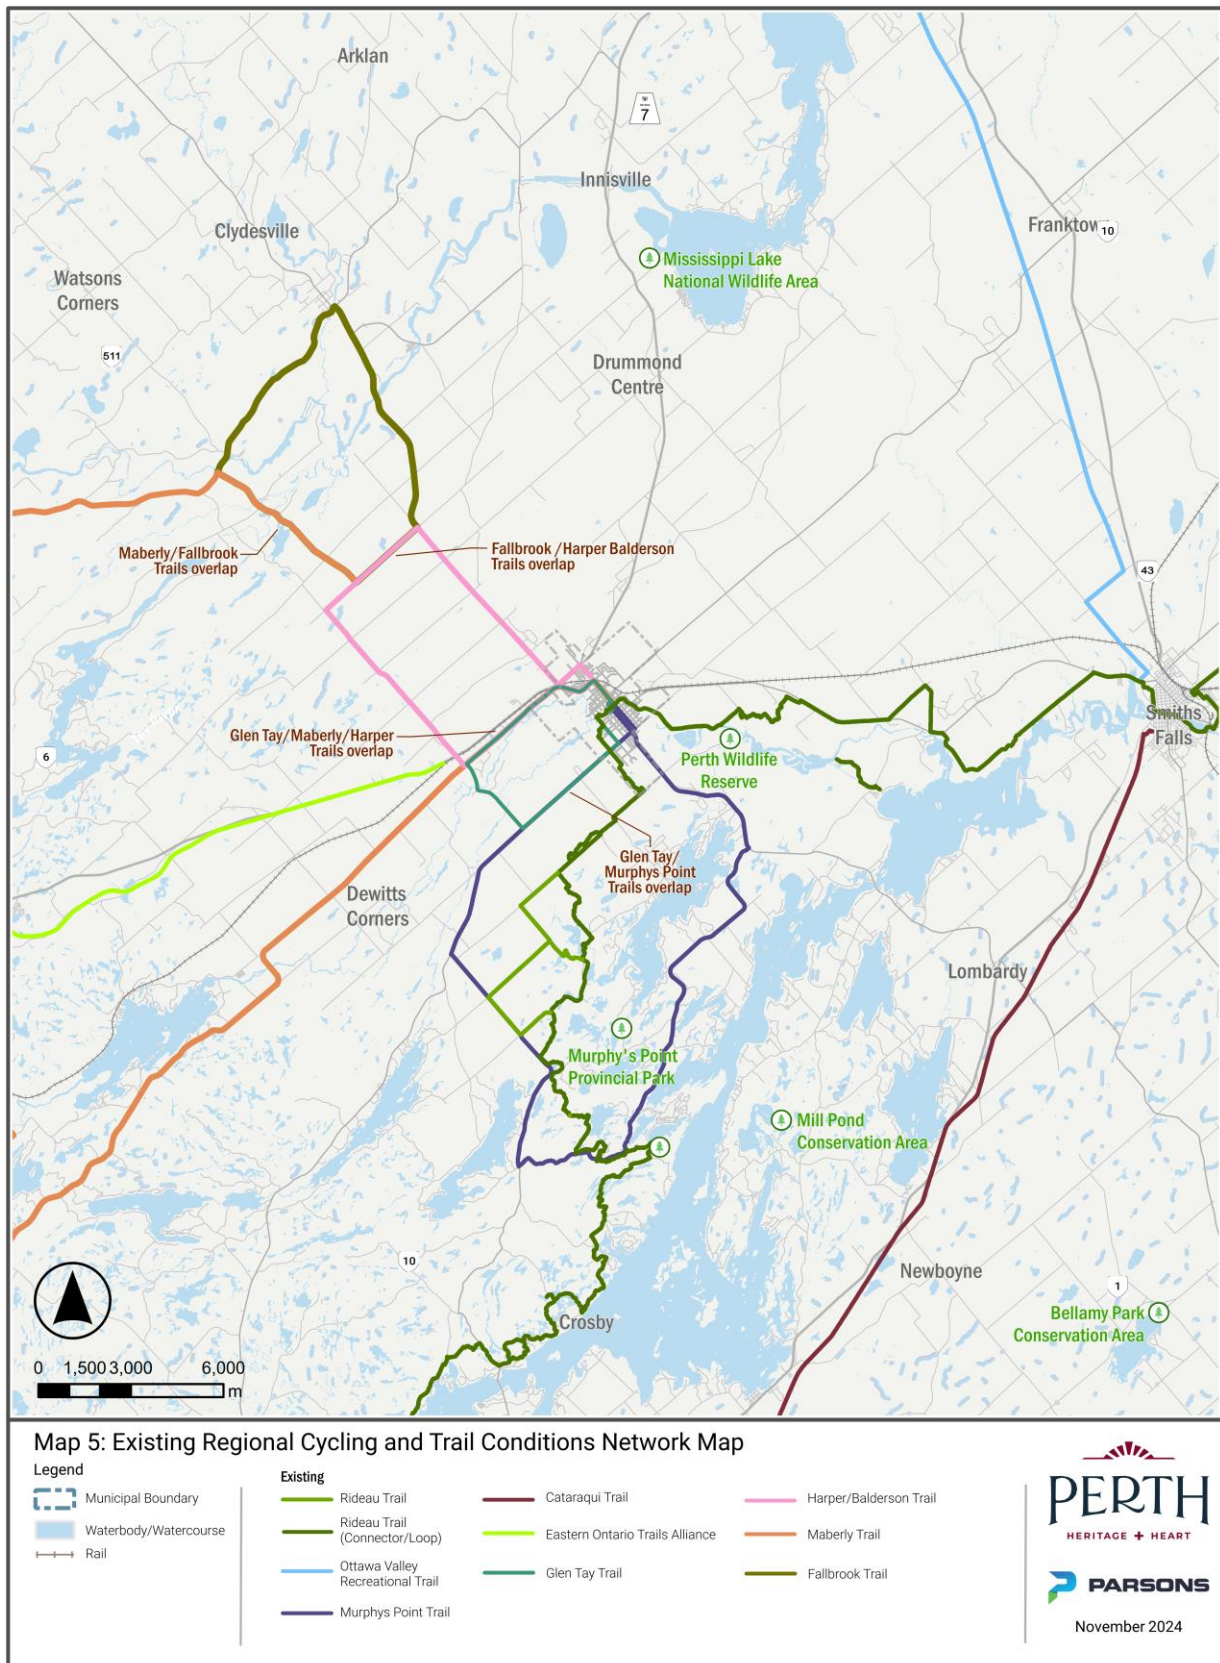 Arklan
7
Innisville
Clydesville
Franktow
10
Mississippi Lake
National Wildlife Area
Watsons
Corners
511
Drummond
Centre
Maberly/Fallbrook
Trails overlap
Fallbrook /Harper Balderson
Trails overlap
43
Glen Tay/Maberly/Harper
Trails overlap
6
Smiths
Falls
Perth Wildlife
Reserve
Glen Tay/
Murphys Point
Trails overlap
Dewitts
Corners
Lombardy
Murphy's Point
Provincial Park
Mill Pond
Conservation Area
10
Newboyne
1
Bellamy Park
Conservation Area
Crosby
0 1,500 3,000 6,000
m
Map 5: Existing Regional Cycling and Trail Conditions Network Map
Legend
Municipal Boundary
Waterbody/Watercourse
Rail
Existing
Rideau Trail
Rideau Trail
(Connector/Loop)
Ottawa Valley
Recreational Trail
Murphys Point Trail
Cataraqui Trail
Eastern Ontario Trails Alliance
Glen Tay Trail
Harper/Balderson Trail
Maberly Trail
Fallbrook Trail
PERTH
HERITAGE + HEART
PARSONS
November 2024